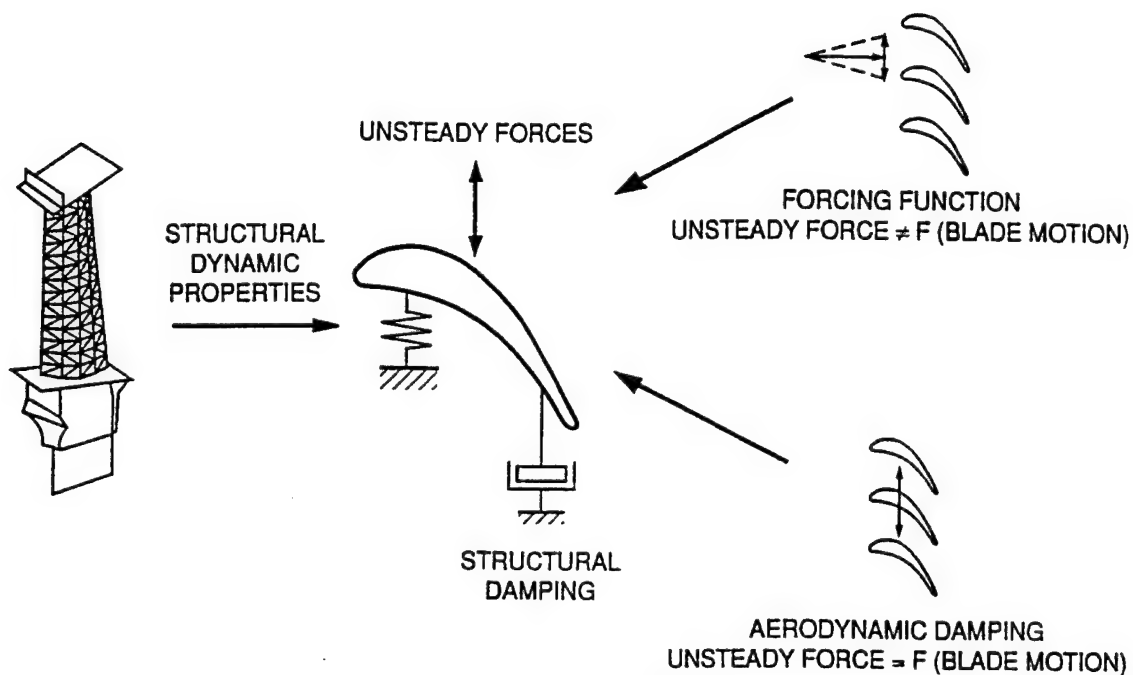 UNSTEADY FORCES
STRUCTURAL
DYNAMIC
PROPERTIES
FORCING FUNCTION
UNSTEADY FORCE ≠ F (BLADE MOTION)
STRUCTURAL
DAMPING
AERODYNAMIC DAMPING
UNSTEADY FORCE = F (BLADE MOTION)